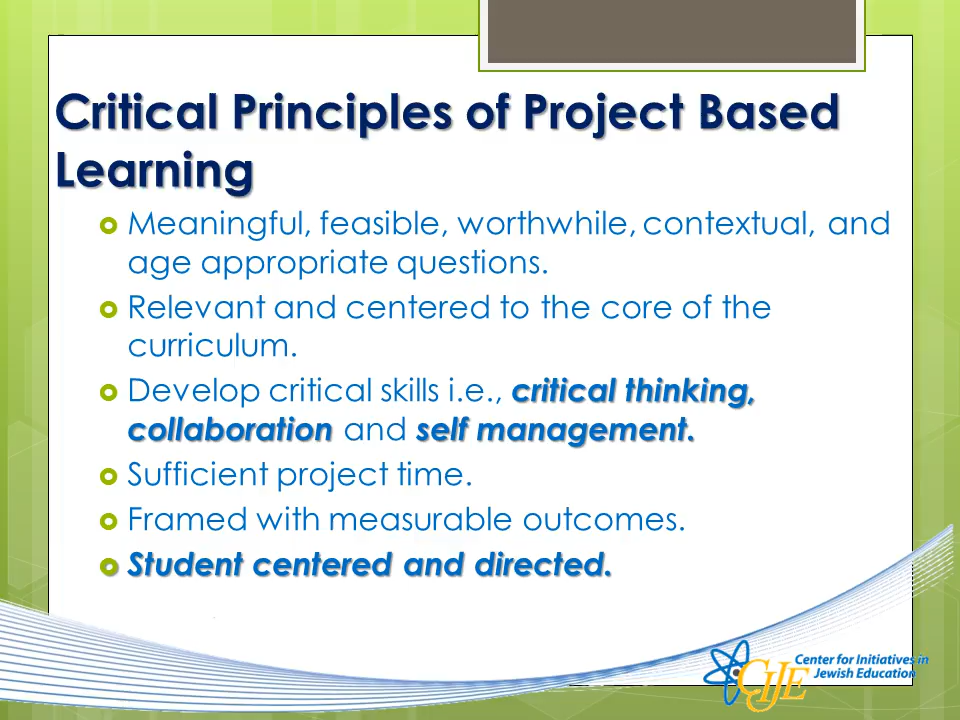 Critical Principles of Project Based
Learning
Meaningful, feasible, worthwhile, contextual, and
age appropriate questions.
Relevant and centered to the core of the
curriculum.
Develop critical skills i.e., critical thinking,
collaboration and self management.
Sufficient project time.
Framed with measurable outcomes.
Student centered and directed.
CIJE Center for Initiatives in
Jewish Education